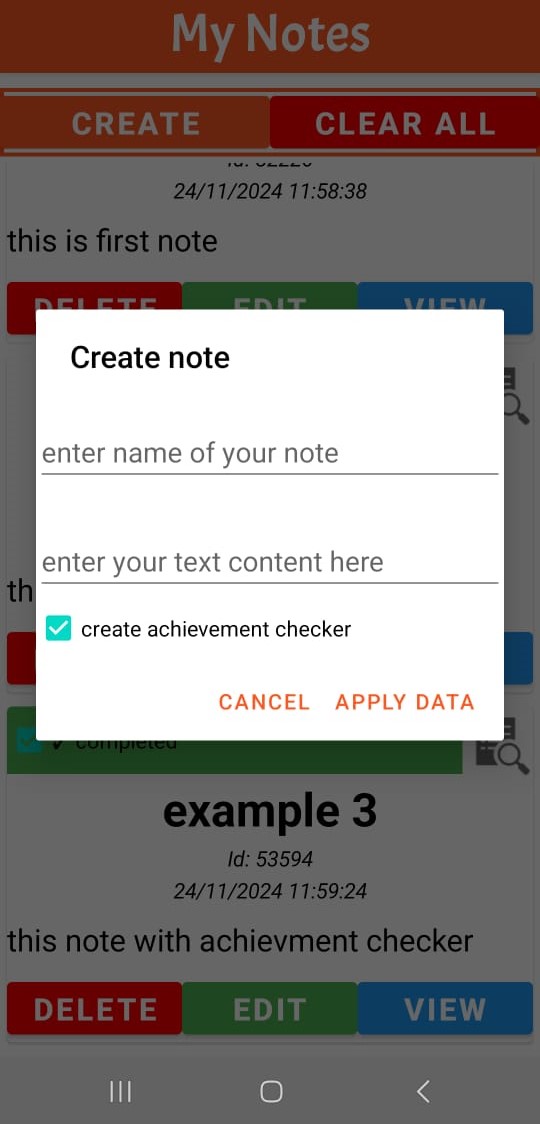 My Notes
CREATE CLEAR ALL
24/11/2024 11:58:38
this is first note
DELETE EDIT VIEW
Create note
enter name of your note
enter your text content here
th
create achievement checker
CANCEL APPLY DATA
✓ completed
example 3
Id: 53594
24/11/2024 11:59:24
this note with achievment checker
DELETE EDIT VIEW